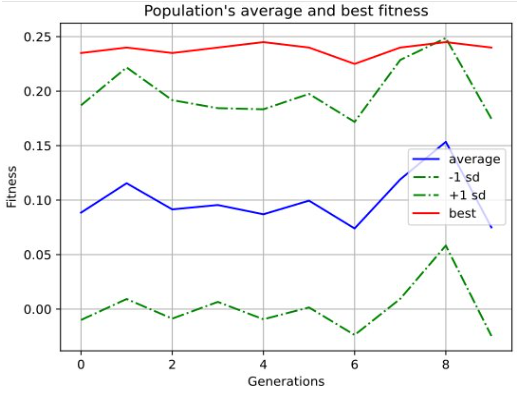 Population's average and best fitness
0.25
0.20
0.15
0.10
0.05
0.00
Fitness
average
-1 sd
+1 sd
best
0 2 4 6 8
Generations